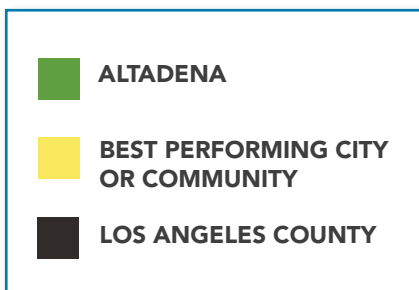 ALTADENA
BEST PERFORMING CITY
OR COMMUNITY
LOS ANGELES COUNTY